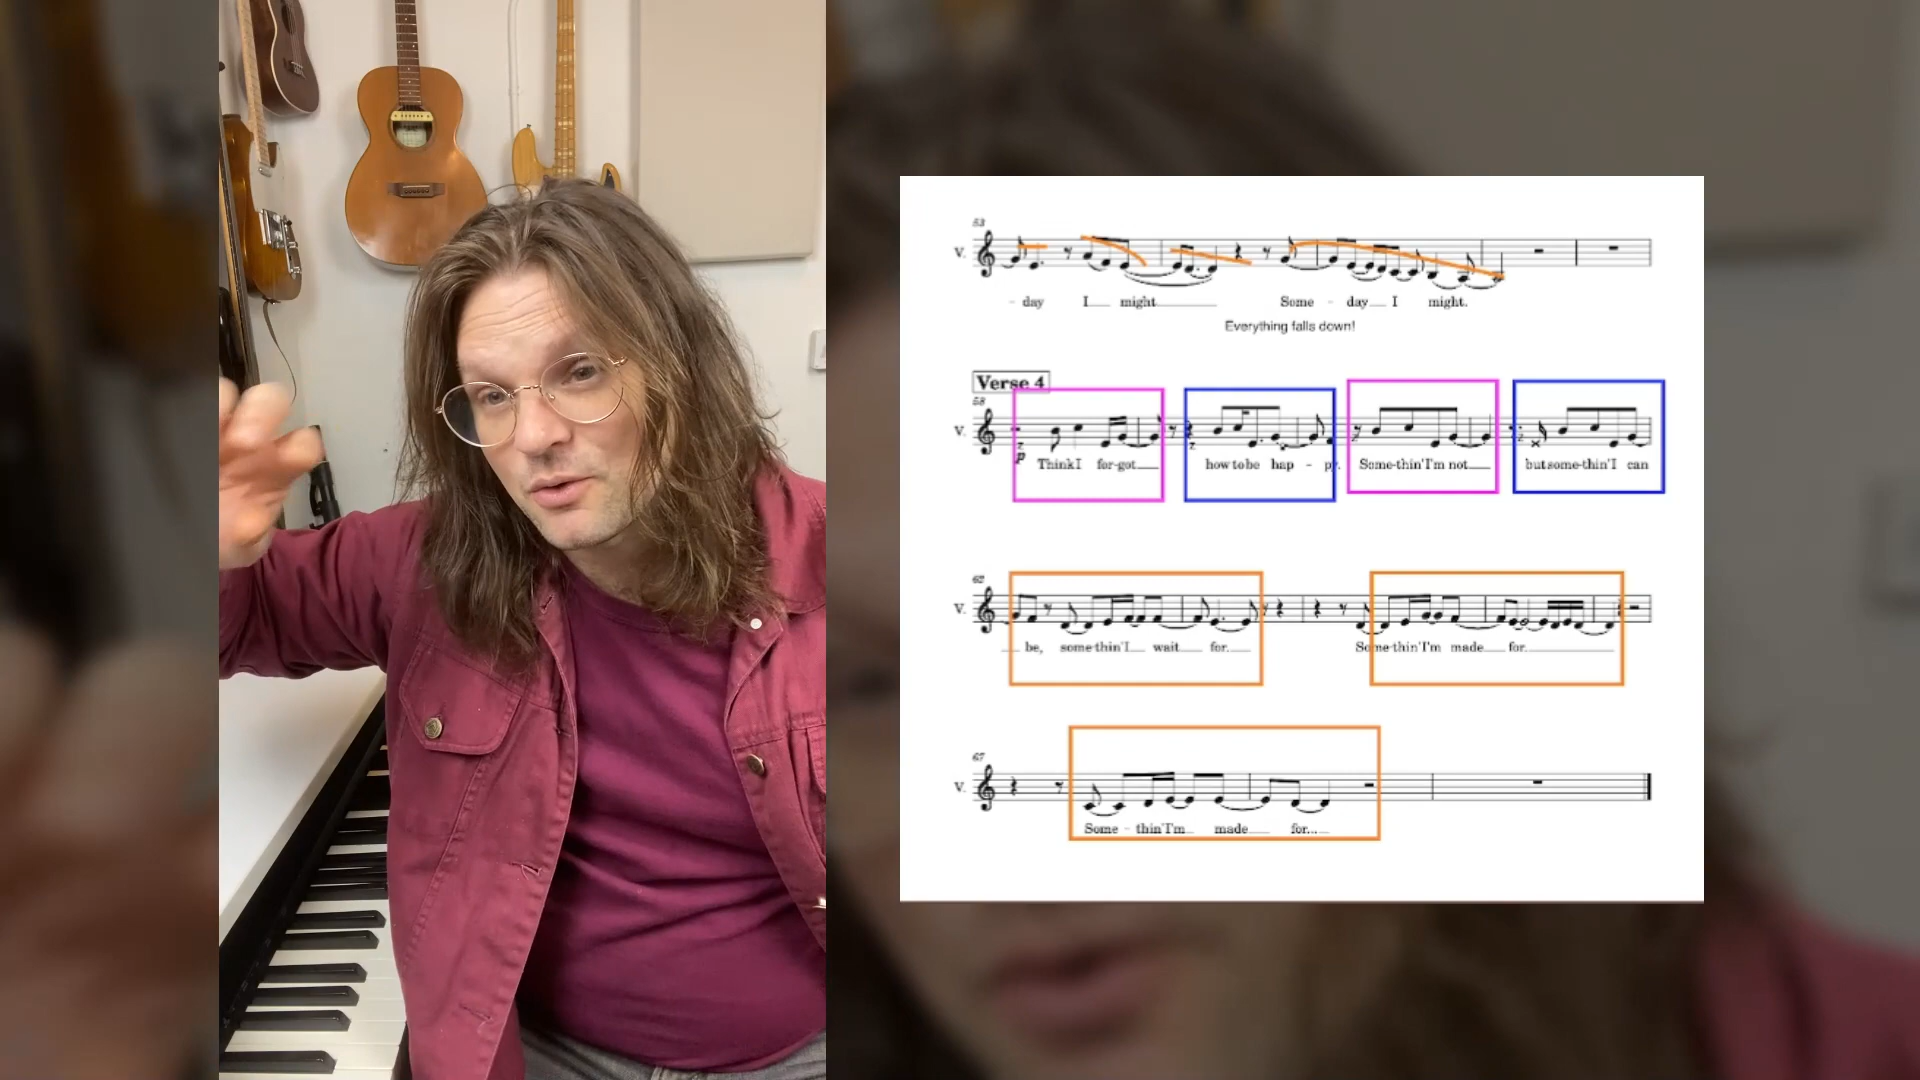 53
V.
- day I might Some - day I might.
Everything falls down!
Verse 4
58
V.
p
Think I for-got how to be hap - py. Some-thin' I'm not but some-thin' I can
62
V.
be, some-thin' I wait for. Some-thin' I'm made for.
67
V.
Some - thin' I'm made for...